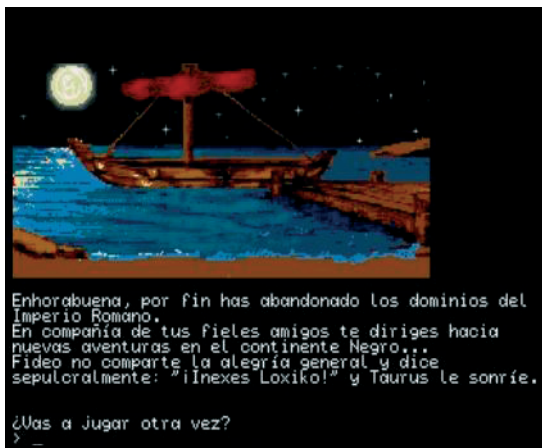 Enhorabuena, por fin has abandonado los dominios del
Imperio Romano.
En compañía de tus fieles amigos te diriges hacia
nuevas aventuras en el continente Negro...
Fideo no comparte la alegría general y dice
sepulcralmente: "¡Inexes Loxiko!" y Taurus le sonríe.
¿Vas a jugar otra vez?
> _